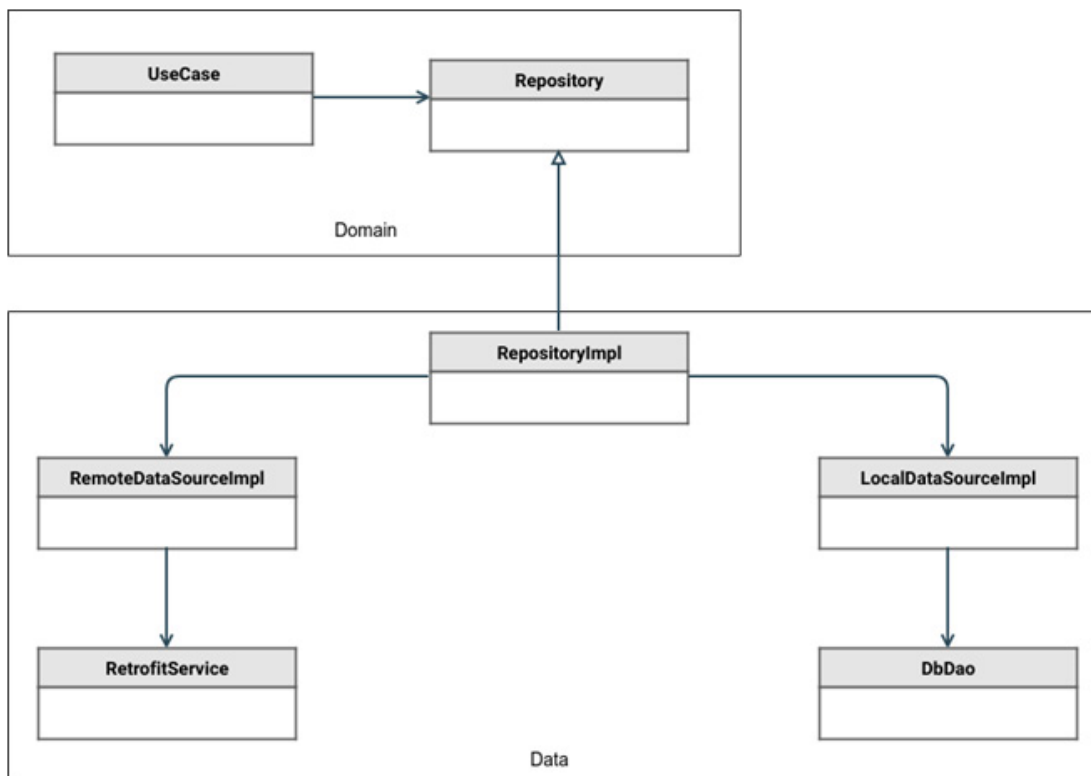 UseCase
Repository
Domain
RepositoryImpl
RemoteDataSourceImpl
LocalDataSourceImpl
RetrofitService
DbDao
Data